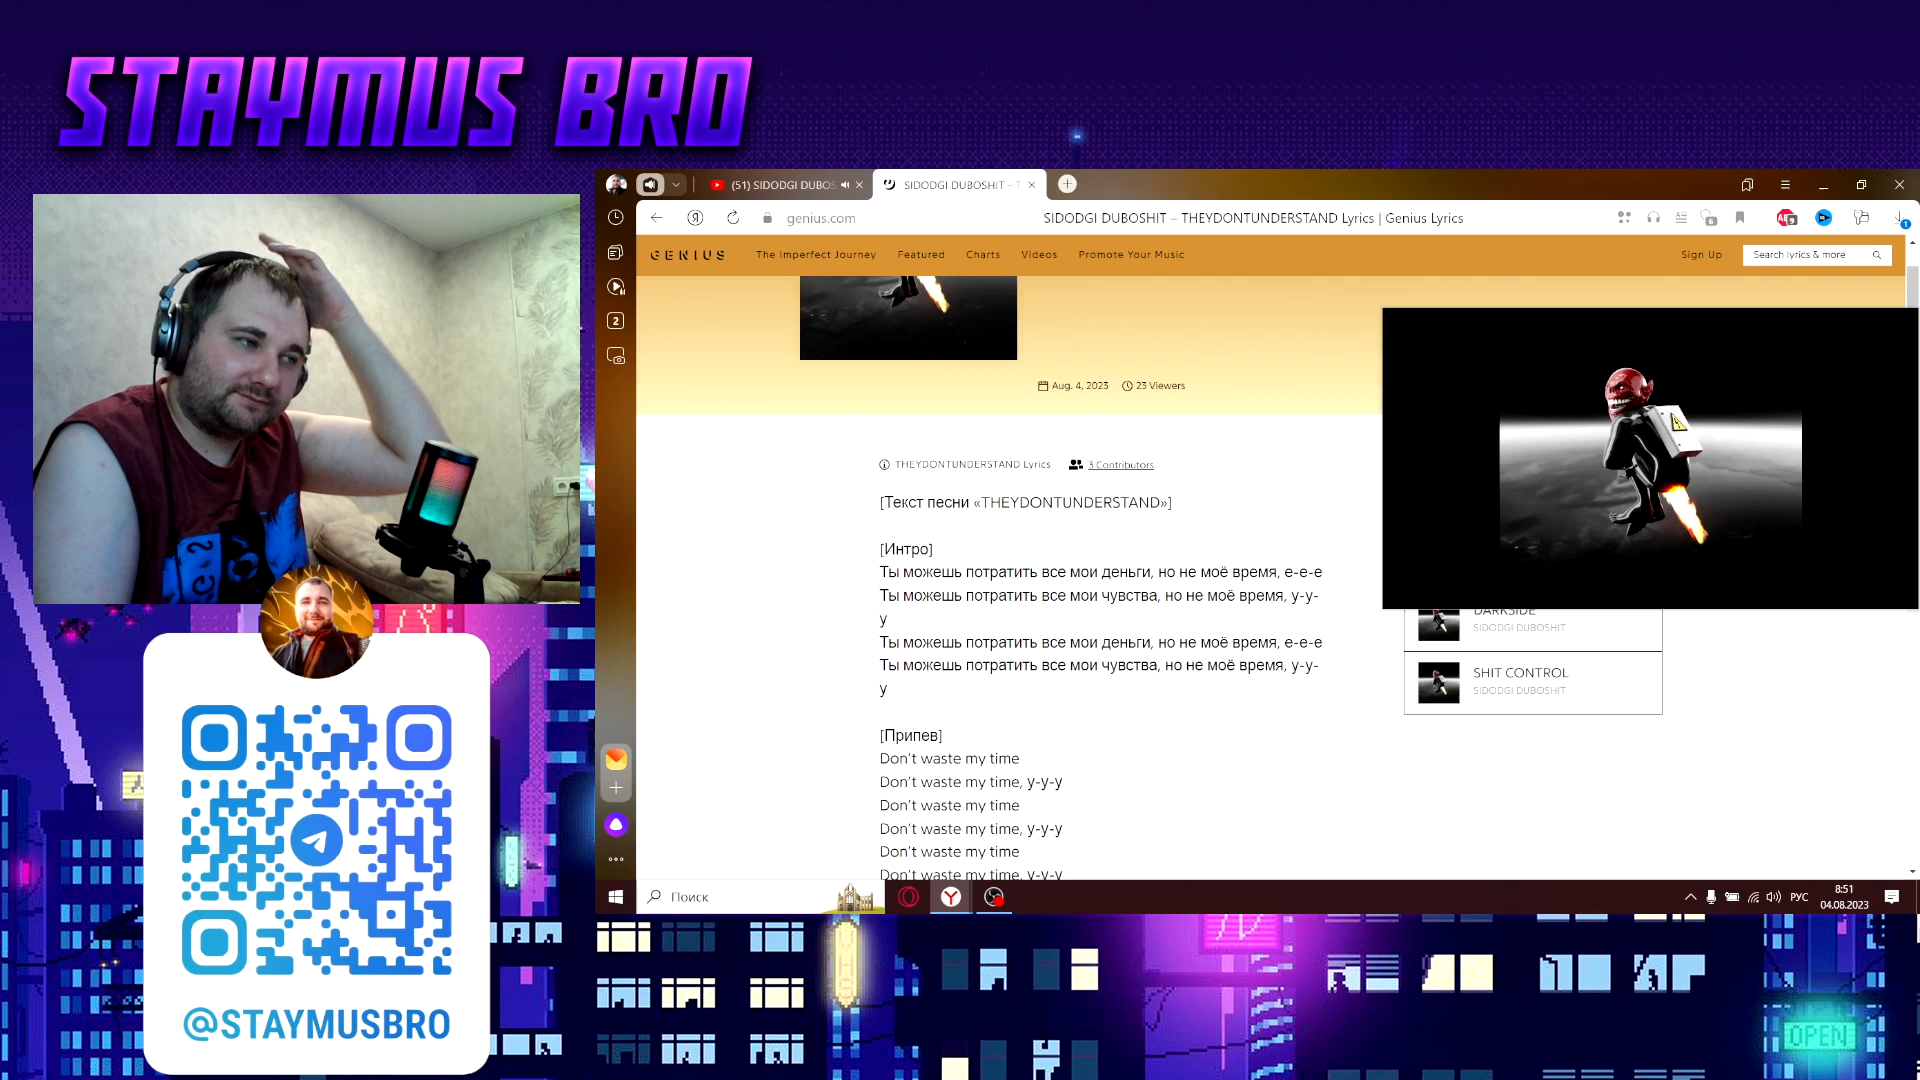 STAYMUS BRO
(51) SIDODGI DUBOS
SIDODGI DUBOSHIT – T
genius.com
SIDODGI DUBOSHIT – THEYDONTUNDERSTAND Lyrics | Genius Lyrics
GENIUS
The Imperfect Journey
Featured
Charts
Videos
Promote Your Music
Sign Up
Search lyrics & more
Aug. 4, 2023
23 Viewers
THEYDONTUNDERSTAND Lyrics
3 Contributors
[Текст песни «THEYDONTUNDERSTAND»]
[Интро]
Ты можешь потратить все мои деньги, но не моё время, е-е-е
Ты можешь потратить все мои чувства, но не моё время, у-у-
у
Ты можешь потратить все мои деньги, но не моё время, е-е-е
Ты можешь потратить все мои чувства, но не моё время, у-у-
у
[Припев]
Don't waste my time
Don't waste my time, у-у-у
Don't waste my time
Don't waste my time, у-у-у
Don't waste my time
Don't waste my time, у-у-у
DARKSIDE
SIDODGI DUBOSHIT
SHIT CONTROL
SIDODGI DUBOSHIT
2
Поиск
РУС
8:51
04.08.2023
@STAYMUSBRO
OPEN